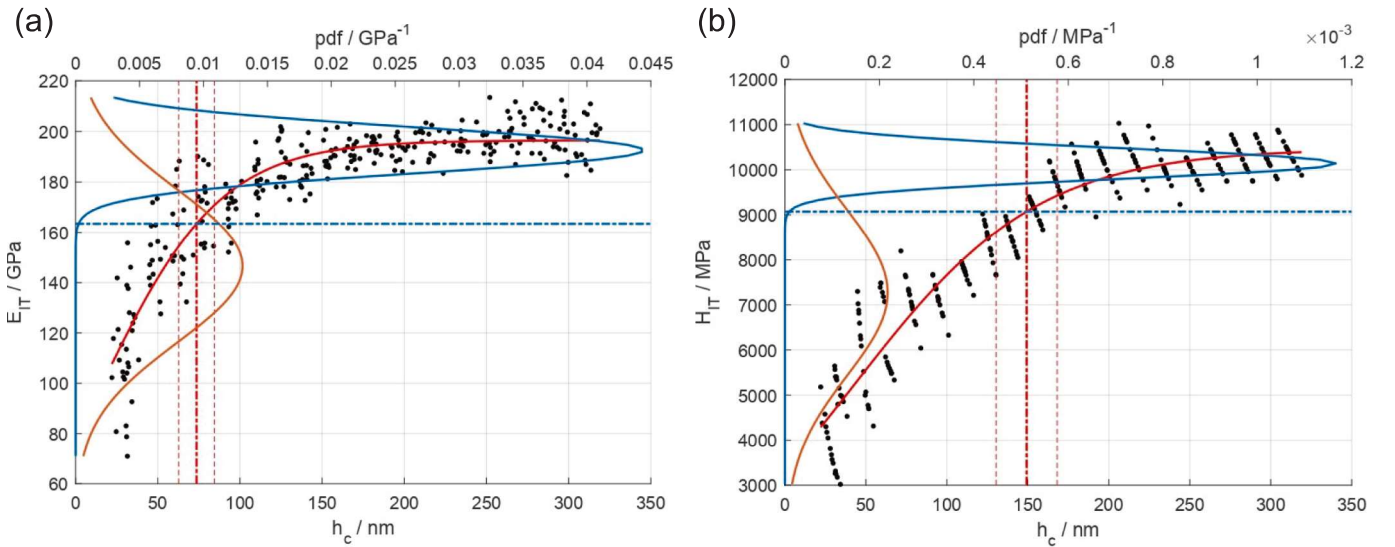 (a)
pdf / GPa⁻¹
0 0.005 0.01 0.015 0.02 0.025 0.03 0.035 0.04 0.045
220
200
180
160
140
120
100
80
60
E_IT / GPa
0 50 100 150 200 250 300 350
h_c / nm
(b)
pdf / MPa⁻¹
×10⁻³
0 0.2 0.4 0.6 0.8 1 1.2
12000
11000
10000
9000
8000
7000
6000
5000
4000
3000
H_IT / MPa
0 50 100 150 200 250 300 350
h_c / nm